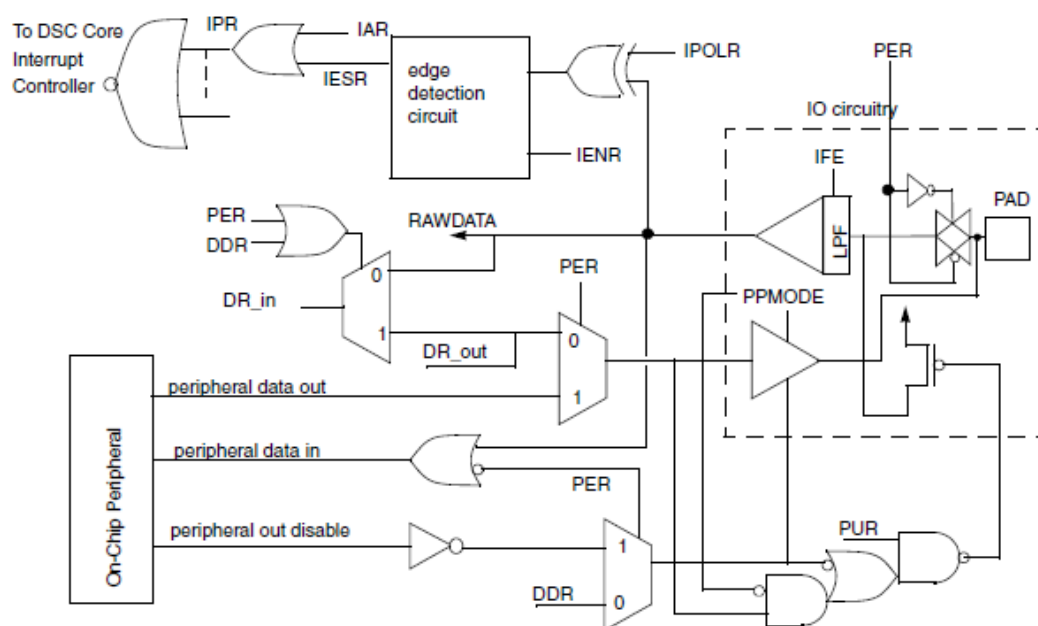 To DSC Core
Interrupt
Controller
IPR
IAR
IESR
edge
detection
circuit
IPOLR
IENR
PER
IO circuitry
IFE
LPF
PAD
PER
DDR
RAWDATA
0
1
DR_in
DR_out
PER
0
1
PPMODE
On-Chip Peripheral
peripheral data out
peripheral data in
peripheral out disable
PER
1
0
DDR
PUR